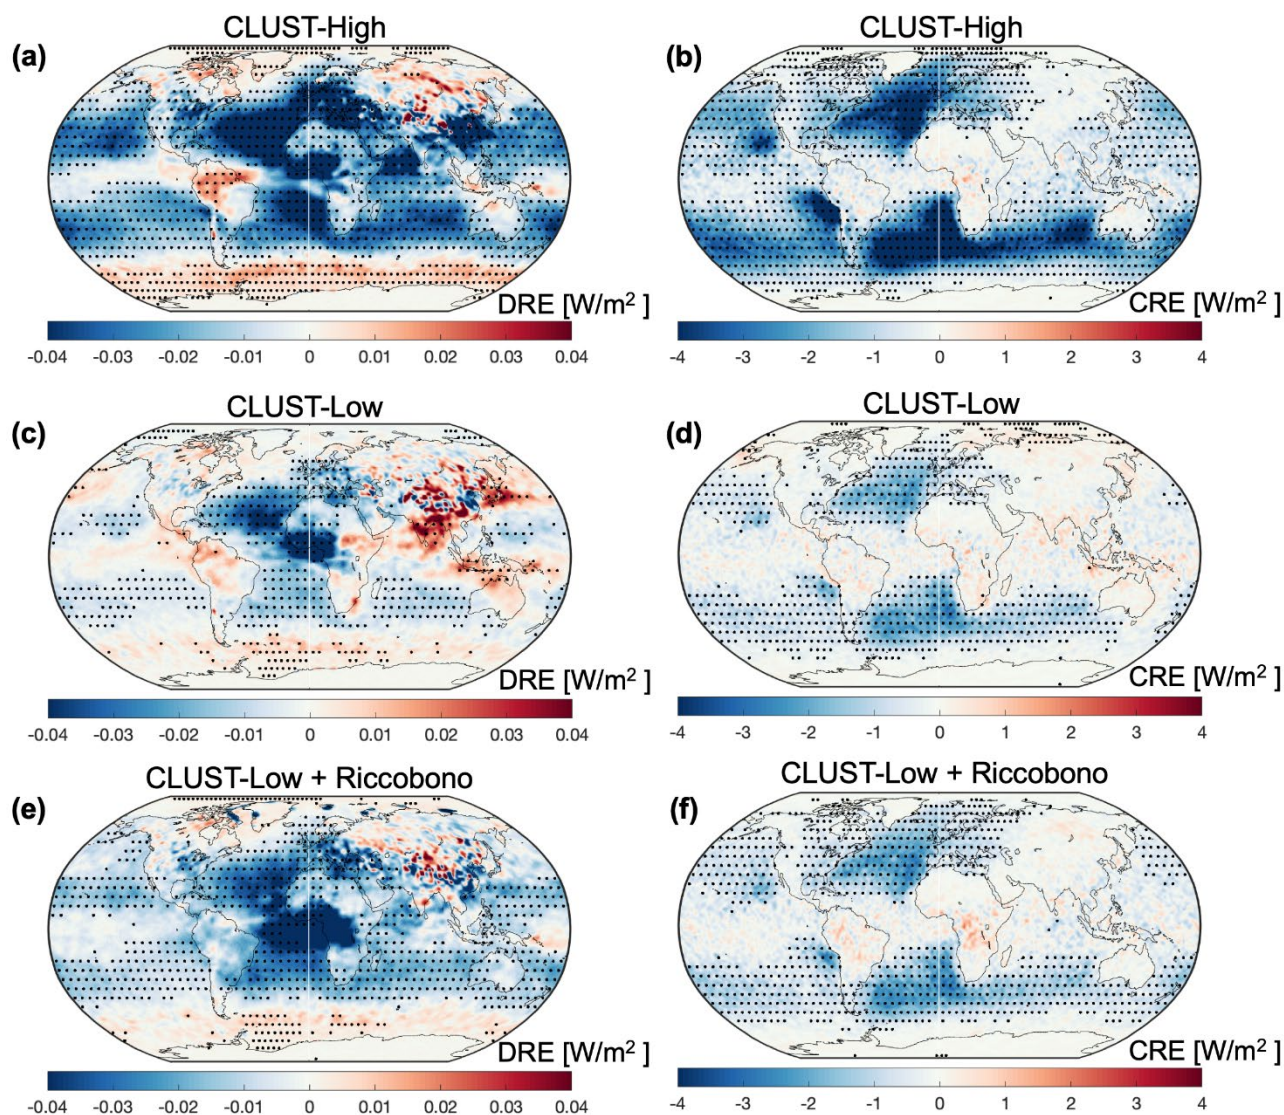 CLUST-High
(a)
DRE [W/m² ]
-0.04 -0.03 -0.02 -0.01 0 0.01 0.02 0.03 0.04
CLUST-High
(b)
CRE [W/m² ]
-4 -3 -2 -1 0 1 2 3 4
CLUST-Low
(c)
DRE [W/m² ]
-0.04 -0.03 -0.02 -0.01 0 0.01 0.02 0.03 0.04
CLUST-Low
(d)
CRE [W/m² ]
-4 -3 -2 -1 0 1 2 3 4
CLUST-Low + Riccobono
(e)
DRE [W/m² ]
-0.04 -0.03 -0.02 -0.01 0 0.01 0.02 0.03 0.04
CLUST-Low + Riccobono
(f)
CRE [W/m² ]
-4 -3 -2 -1 0 1 2 3 4